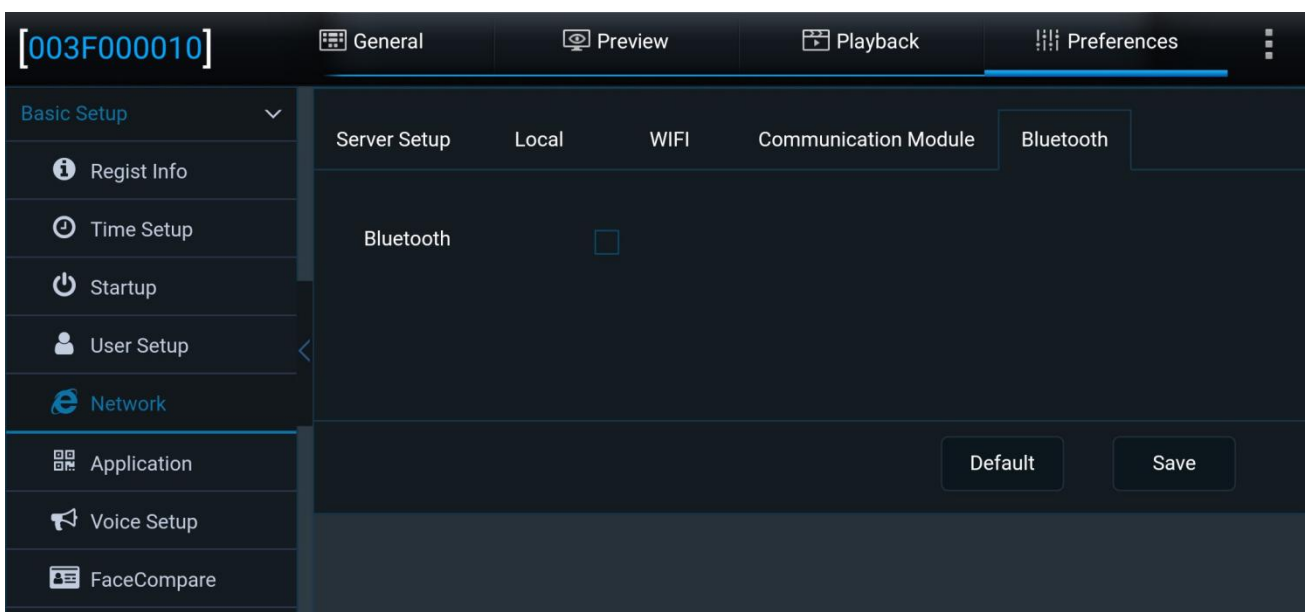 [003F000010]
General
Preview
Playback
Preferences
Basic Setup
Regist Info
Time Setup
Startup
User Setup
Network
Application
Voice Setup
FaceCompare
Server Setup
Local
WIFI
Communication Module
Bluetooth
Bluetooth
Default
Save